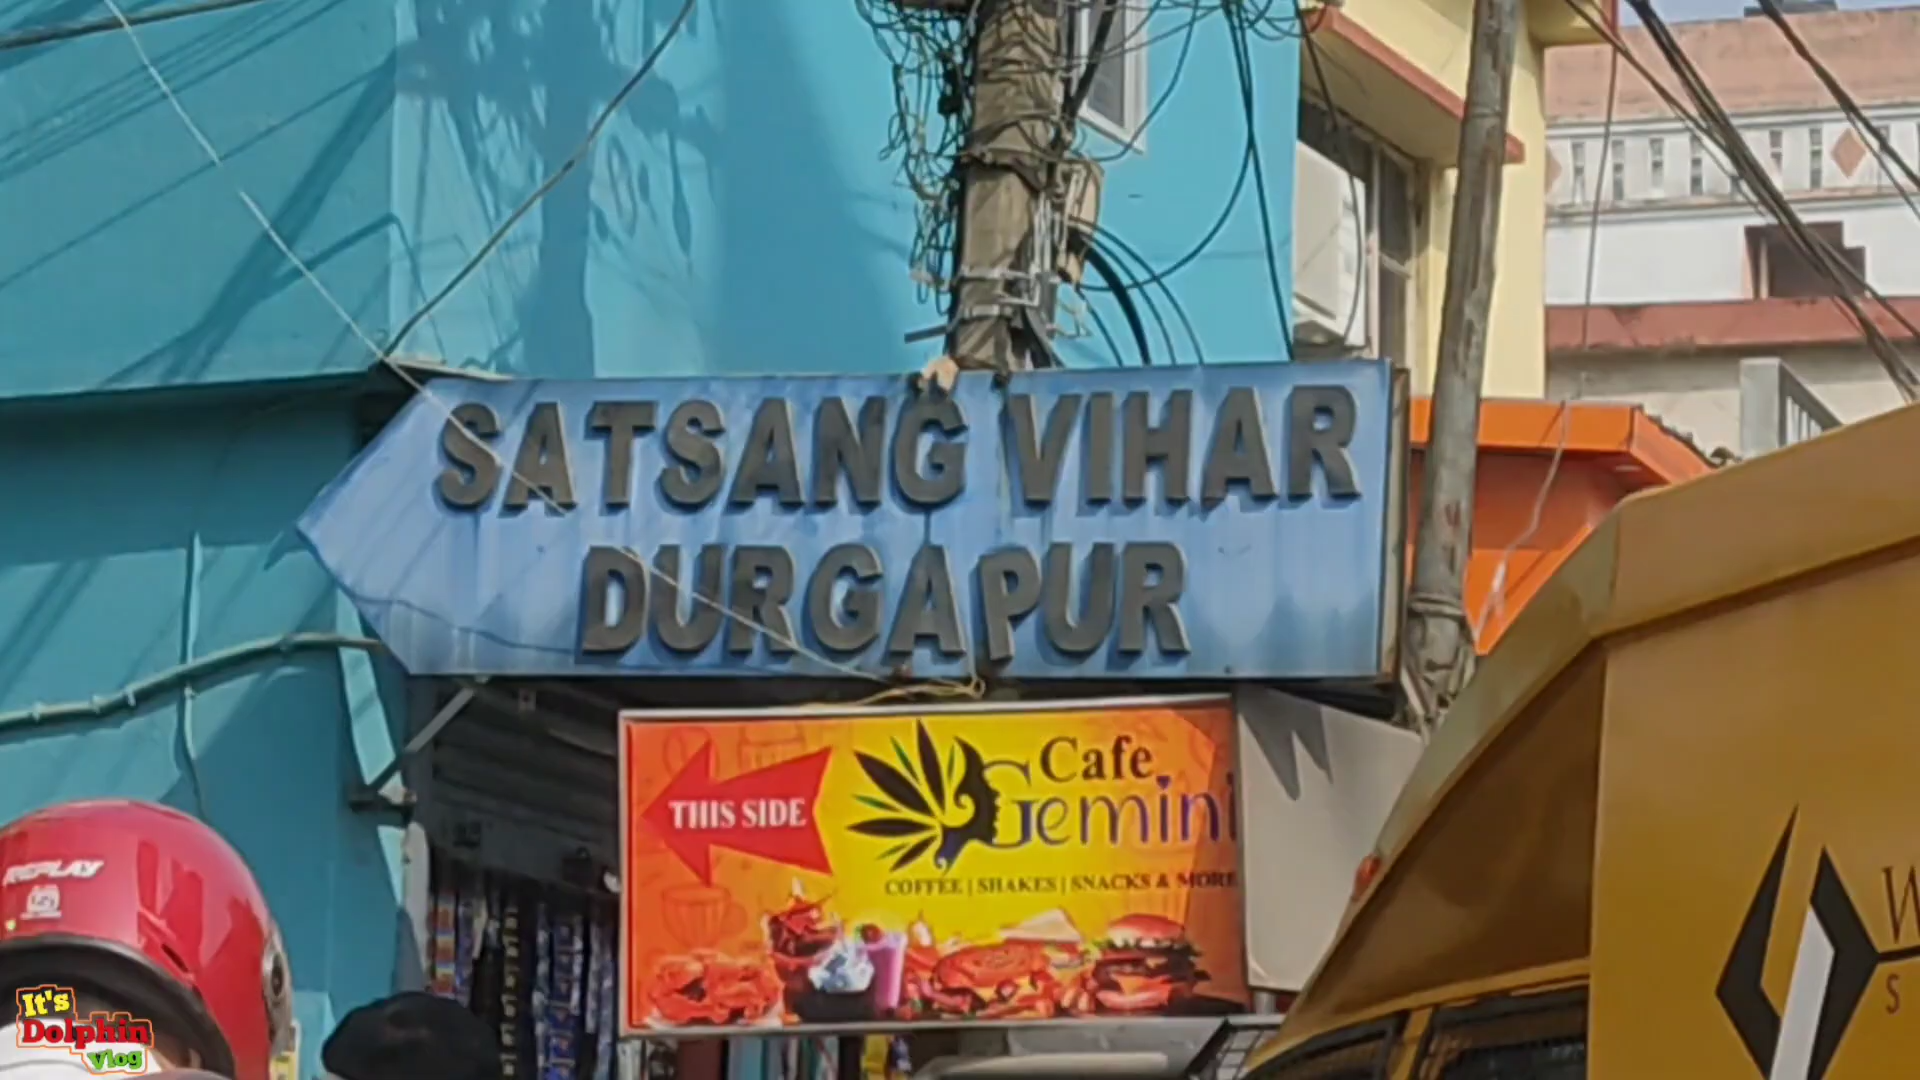 SATSANG VIHAR
DURGAPUR
THIS SIDE
Cafe
Gemini
COFFEE | SHAKES | SNACKS & MORE
REPLAY
It's
Dolphin
Vlog